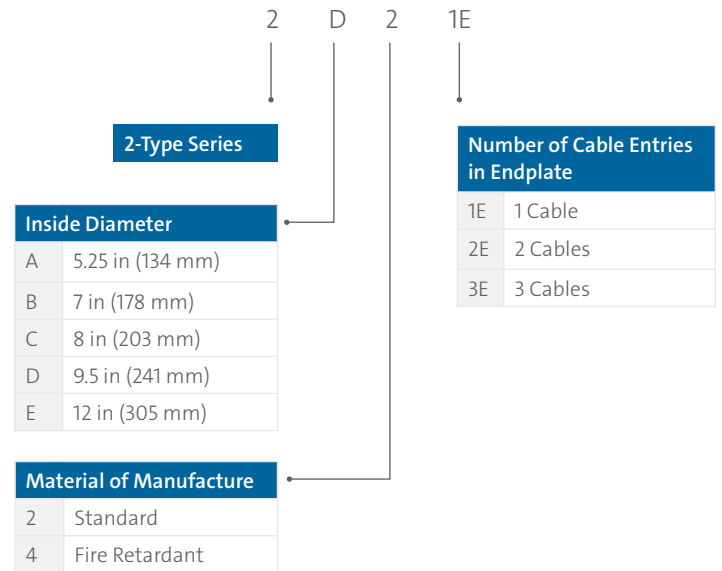 2 D 2 1E
2-Type Series
Inside Diameter
A 5.25 in (134 mm)
B 7 in (178 mm)
C 8 in (203 mm)
D 9.5 in (241 mm)
E 12 in (305 mm)
Material of Manufacture
2 Standard
4 Fire Retardant
Number of Cable Entries
in Endplate
1E 1 Cable
2E 2 Cables
3E 3 Cables